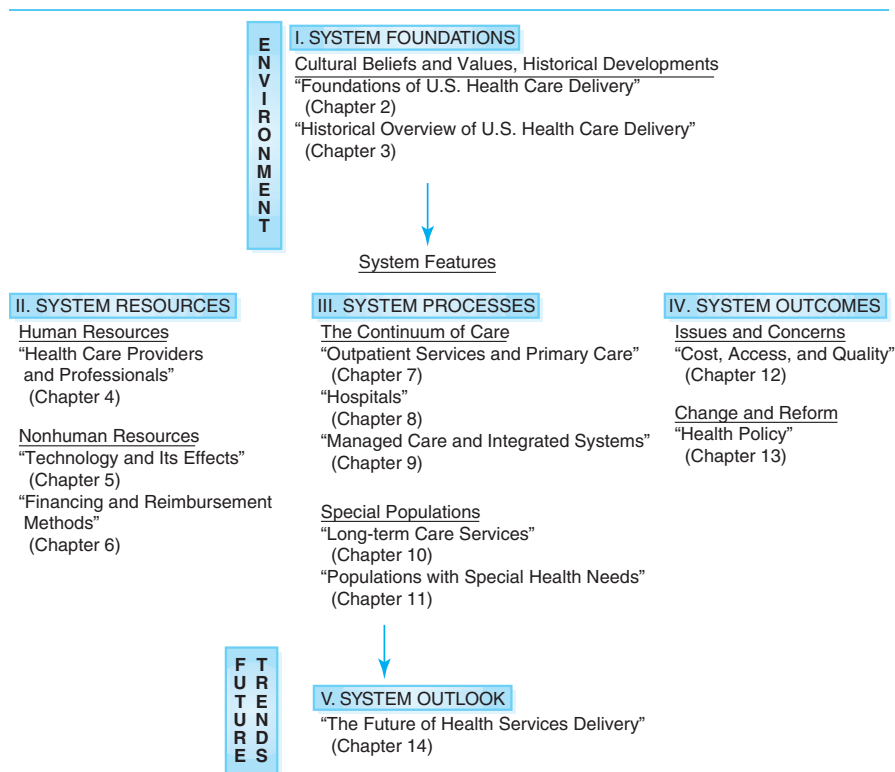 ENVIRONMENT
I. SYSTEM FOUNDATIONS
Cultural Beliefs and Values, Historical Developments
“Foundations of U.S. Health Care Delivery”
(Chapter 2)
“Historical Overview of U.S. Health Care Delivery”
(Chapter 3)
System Features
II. SYSTEM RESOURCES
Human Resources
“Health Care Providers
and Professionals”
(Chapter 4)
Nonhuman Resources
“Technology and Its Effects”
(Chapter 5)
“Financing and Reimbursement
Methods”
(Chapter 6)
III. SYSTEM PROCESSES
The Continuum of Care
“Outpatient Services and Primary Care”
(Chapter 7)
“Hospitals”
(Chapter 8)
“Managed Care and Integrated Systems”
(Chapter 9)
Special Populations
“Long-term Care Services”
(Chapter 10)
“Populations with Special Health Needs”
(Chapter 11)
IV. SYSTEM OUTCOMES
Issues and Concerns
“Cost, Access, and Quality”
(Chapter 12)
Change and Reform
“Health Policy”
(Chapter 13)
FUTURE
TRENDS
V. SYSTEM OUTLOOK
“The Future of Health Services Delivery”
(Chapter 14)